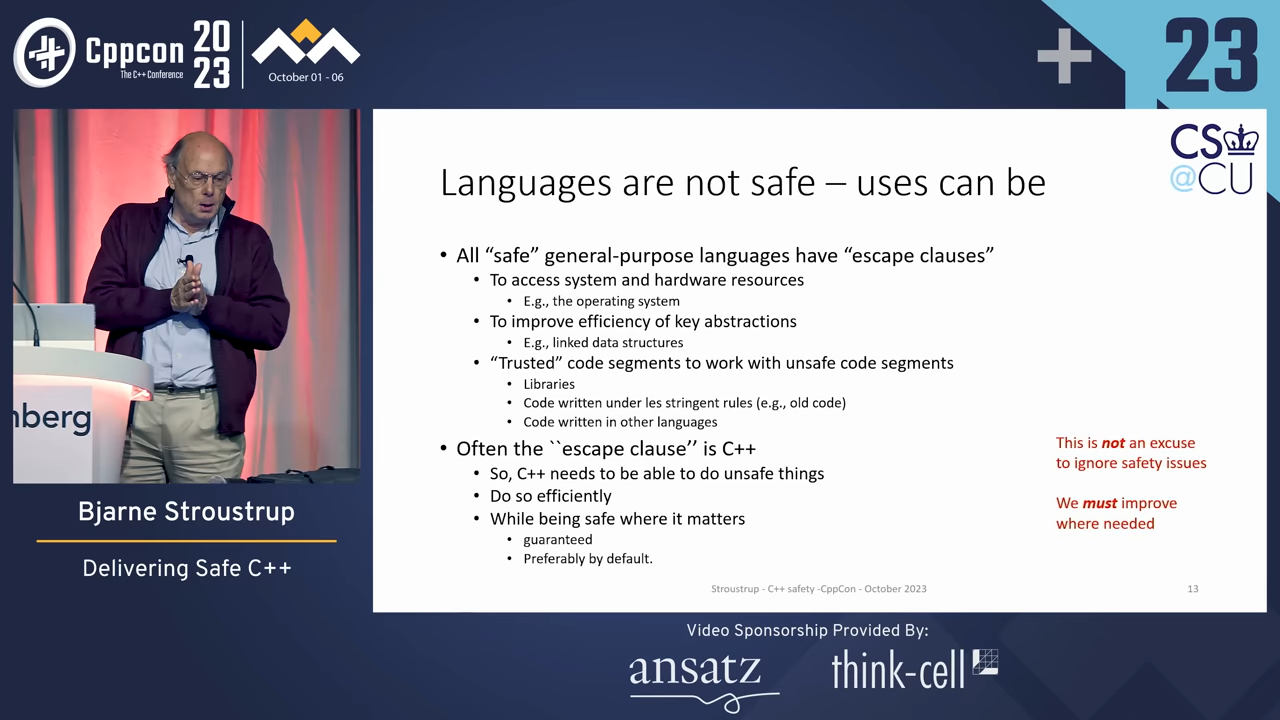 Cppcon
The C++ Conference
20
23
October 01 - 06
23
CS
@CU
Languages are not safe – uses can be
• All “safe” general-purpose languages have “escape clauses”
• To access system and hardware resources
• E.g., the operating system
• To improve efficiency of key abstractions
• E.g., linked data structures
• “Trusted” code segments to work with unsafe code segments
• Libraries
• Code written under les stringent rules (e.g., old code)
• Code written in other languages
• Often the ``escape clause’’ is C++
• So, C++ needs to be able to do unsafe things
• Do so efficiently
• While being safe where it matters
• guaranteed
• Preferably by default.
This is not an excuse
to ignore safety issues
We must improve
where needed
Stroustrup - C++ safety -CppCon - October 2023
13
nberg
Bjarne Stroustrup
Delivering Safe C++
Video Sponsorship Provided By:
ansatz
think-cell